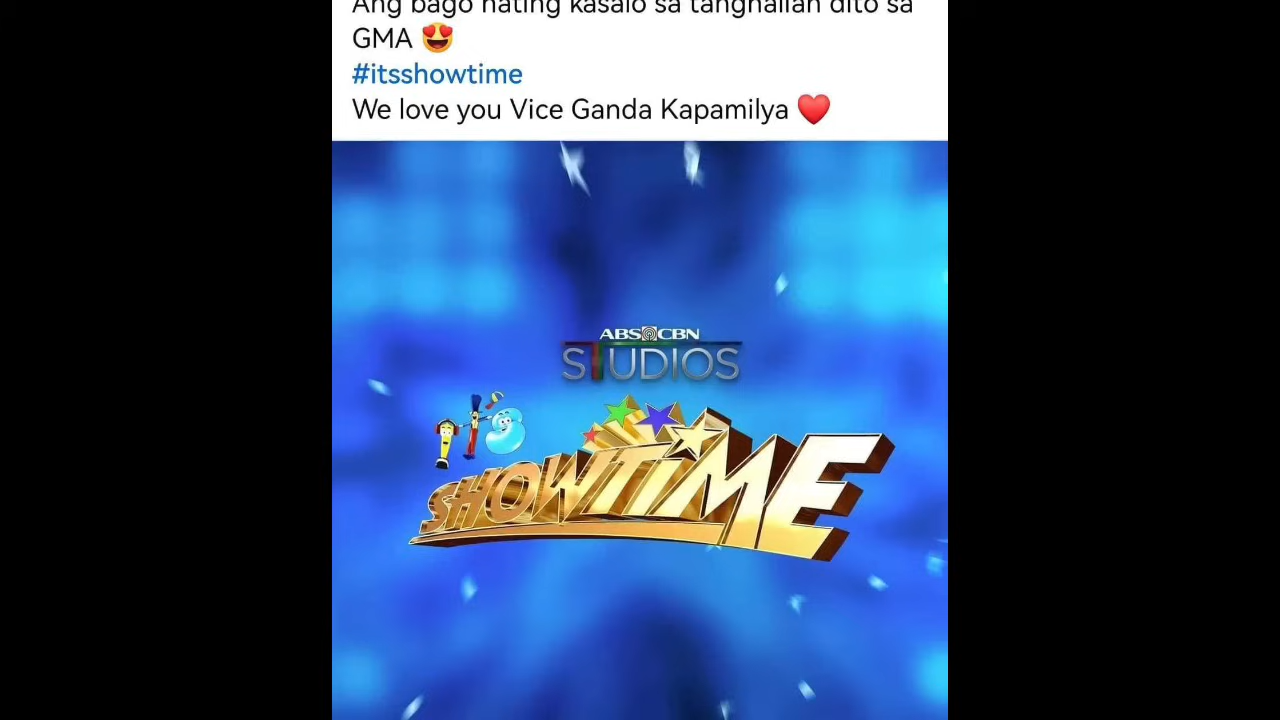 Ang bago nating kasalo sa tanghalian dito sa
GMA 😍
#itsshowtime
We love you Vice Ganda Kapamilya ❤️
ABS-CBN
STUDIOS
it's
SHOWTiME